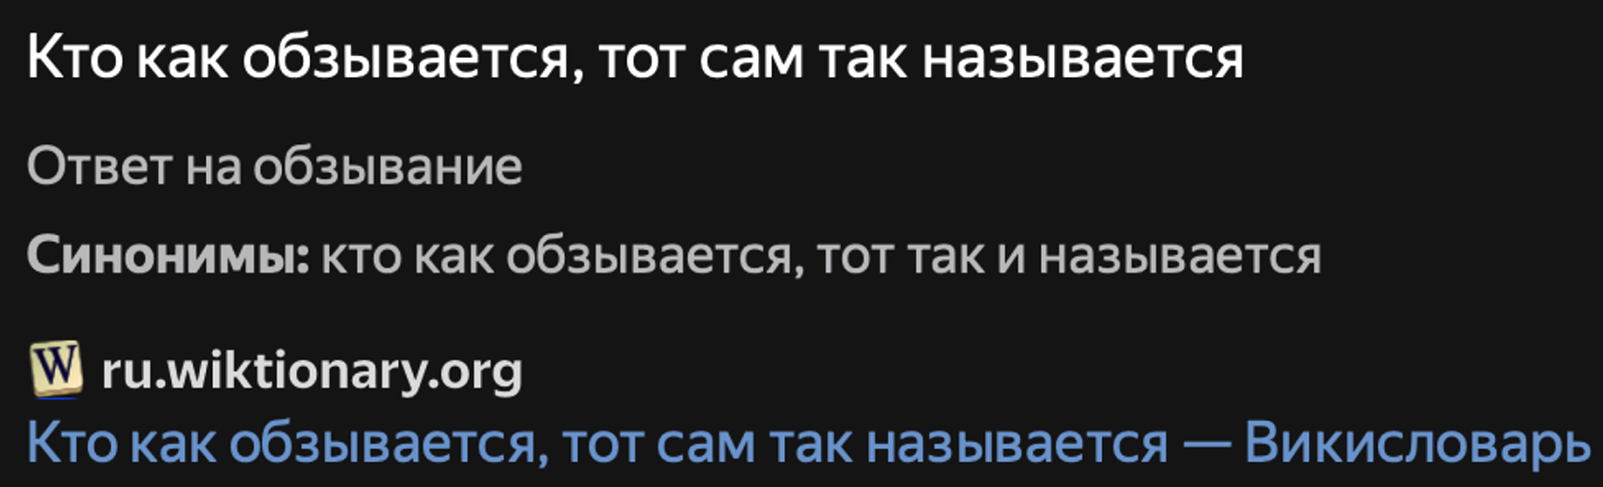 Кто как обзывается, тот сам так называется
Ответ на обзывание
Синонимы: кто как обзывается, тот так и называется
W ru.wiktionary.org
Кто как обзывается, тот сам так называется — Викисловарь